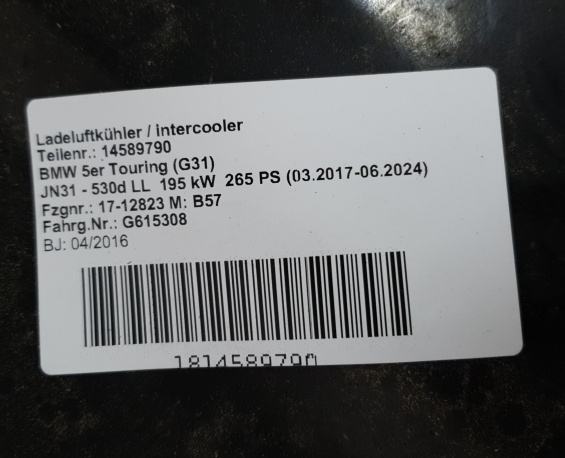 Ladeluftkühler / intercooler
Teilenr.: 14589790
BMW 5er Touring (G31)
JN31 - 530d LL 195 kW 265 PS (03.2017-06.2024)
Fzgnr.: 17-12823 M: B57
Fahrg.Nr.: G615308
BJ: 04/2016
1814589790